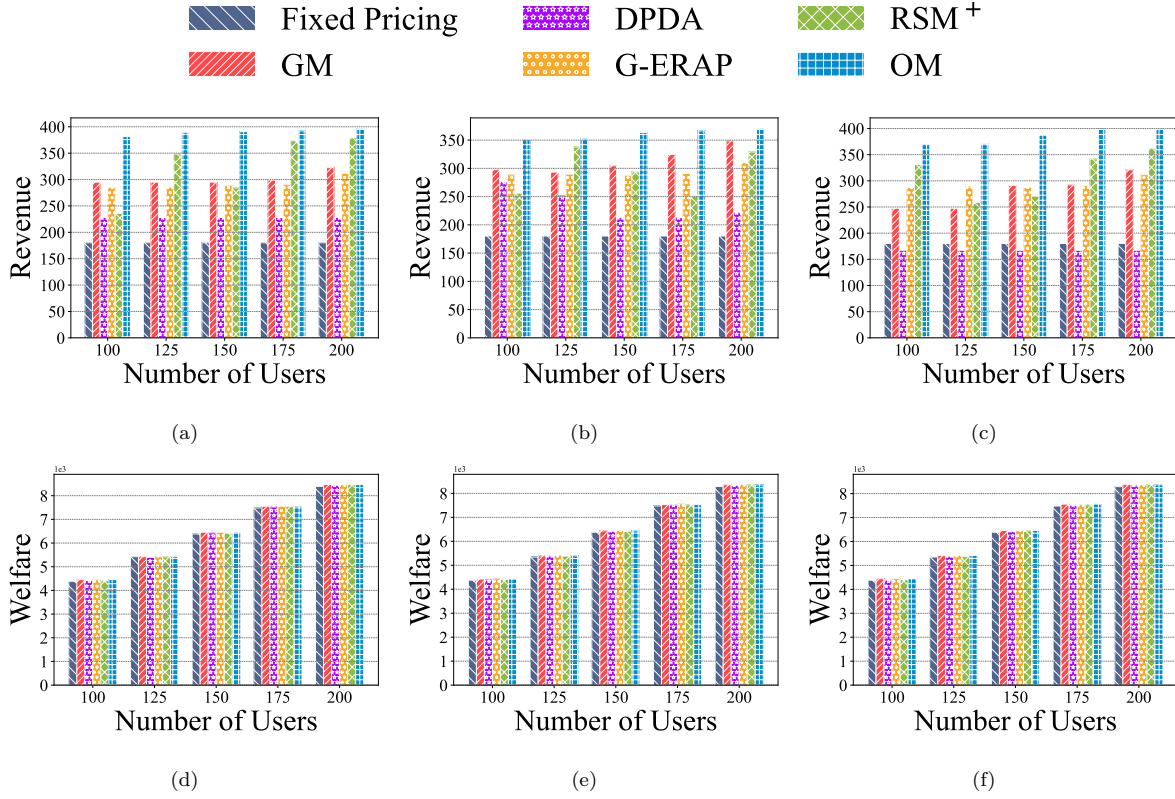 Fixed Pricing DPDA RSM+
GM G-ERAP OM
Revenue
400
350
300
250
200
150
100
50
0
100 125 150 175 200
Number of Users
(a)
Revenue
350
300
250
200
150
100
50
0
100 125 150 175 200
Number of Users
(b)
Revenue
400
350
300
250
200
150
100
50
0
100 125 150 175 200
Number of Users
(c)
1e3
Welfare
8
7
6
5
4
3
2
1
0
100 125 150 175 200
Number of Users
(d)
1e3
Welfare
8
7
6
5
4
3
2
1
0
100 125 150 175 200
Number of Users
(e)
1e3
Welfare
8
7
6
5
4
3
2
1
0
100 125 150 175 200
Number of Users
(f)